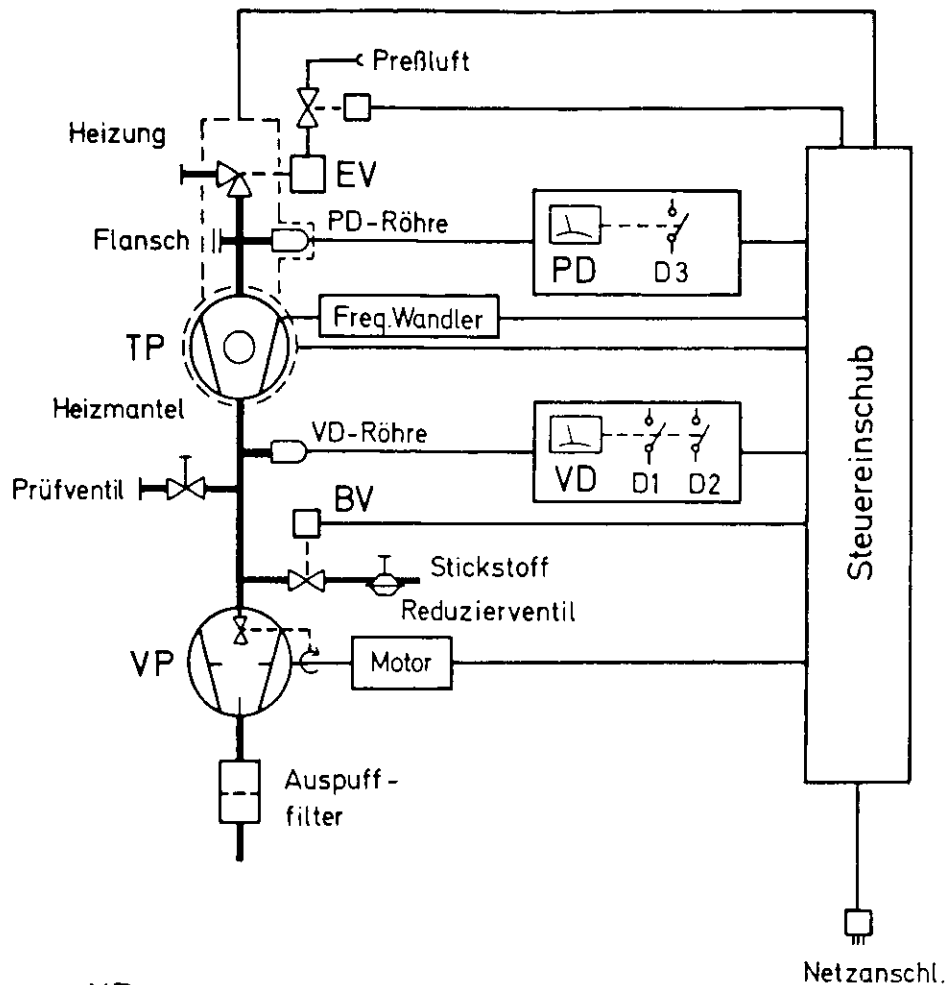 Preßluft
Heizung
EV
PD-Röhre
Flansch
PD
D3
TP
Freq.Wandler
Heizmantel
VD-Röhre
VD
D1 D2
Prüfventil
BV
Stickstoff
Reduzierventil
VP
Motor
Steuereinschub
Auspuff-
filter
Netzanschl.